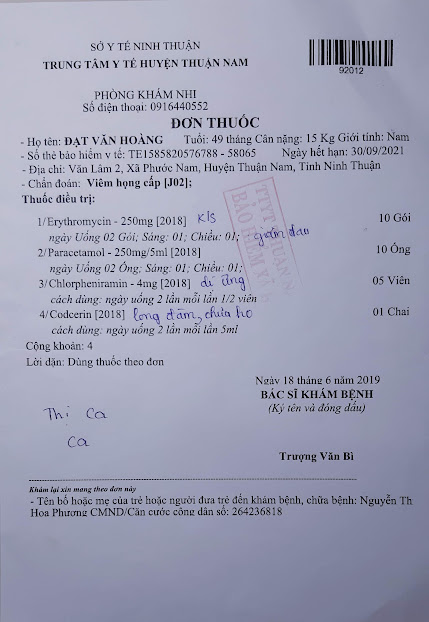 SỞ Y TẾ NINH THUẬN
TRUNG TÂM Y TẾ HUYỆN THUẬN NAM
92012
PHÒNG KHÁM NHI
Số điện thoại: 0916440552
ĐƠN THUỐC
- Họ tên: ĐẠT VĂN HOÀNG Tuổi: 49 tháng Cân nặng: 15 Kg Giới tính: Nam
- Số thẻ bảo hiểm y tế: TE1585820576788 - 58065 Ngày hết hạn: 30/09/2021
- Địa chỉ: Văn Lâm 2, Xã Phước Nam, Huyện Thuận Nam, Tỉnh Ninh Thuận
- Chẩn đoán: Viêm họng cấp [J02];
Thuốc điều trị:
1/Erythromycin - 250mg [2018] K/s 10 Gói
ngày Uống 02 Gói; Sáng: 01; Chiều: 01; giảm đau
2/Paracetamol - 250mg/5ml [2018] 10 Ống
ngày Uống 02 Ống; Sáng: 01; Chiều: 01;
3/Chlorpheniramin - 4mg [2018] dị ứng 05 Viên
cách dùng: ngày uống 2 lần mỗi lần 1/2 viên
4/Codcerin [2018] long đàm, chữa ho 01 Chai
cách dùng: ngày uống 2 lần mỗi lần 5ml
Cộng khoản: 4
Lời dặn: Dùng thuốc theo đơn
Ngày 18 tháng 6 năm 2019
BÁC SĨ KHÁM BỆNH
(Ký tên và đóng dấu)
Thị Ca
Ca
Trượng Văn Bì
Khám lại xin mang theo đơn này
- Tên bố hoặc mẹ của trẻ hoặc người đưa trẻ đến khám bệnh, chữa bệnh: Nguyễn Th
Hoa Phương CMND/Căn cước công dân số: 264236818